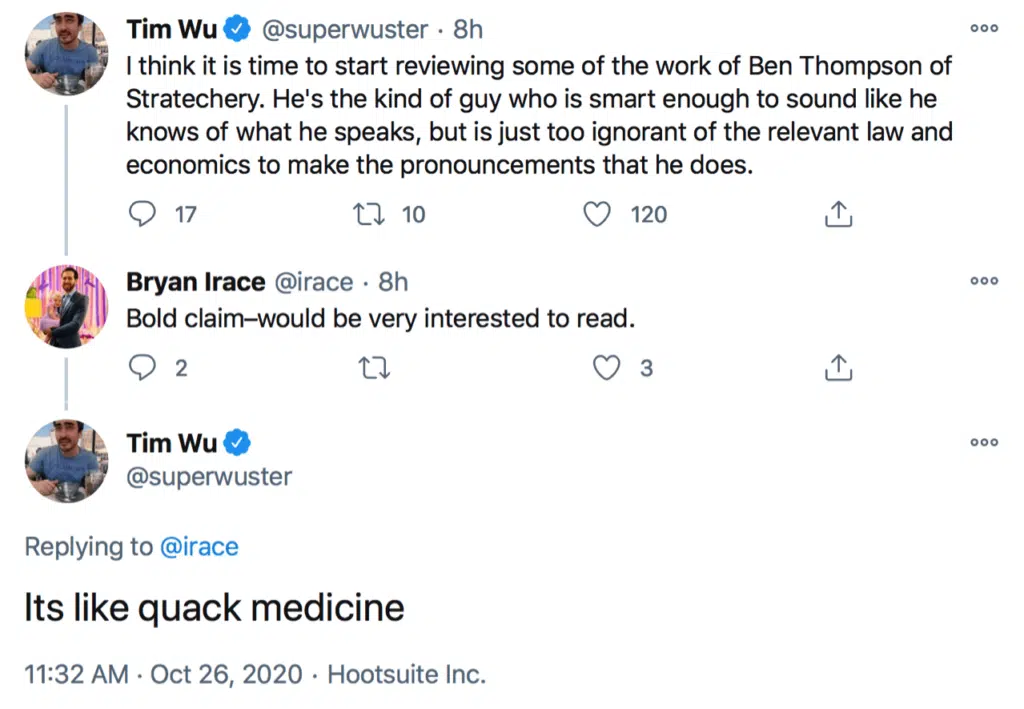 Tim Wu @superwuster · 8h
I think it is time to start reviewing some of the work of Ben Thompson of
Stratechery. He's the kind of guy who is smart enough to sound like he
knows of what he speaks, but is just too ignorant of the relevant law and
economics to make the pronouncements that he does.
17 10 120
Bryan Irace @irace · 8h
Bold claim–would be very interested to read.
2 3
Tim Wu
@superwuster
Replying to @irace
Its like quack medicine
11:32 AM · Oct 26, 2020 · Hootsuite Inc.